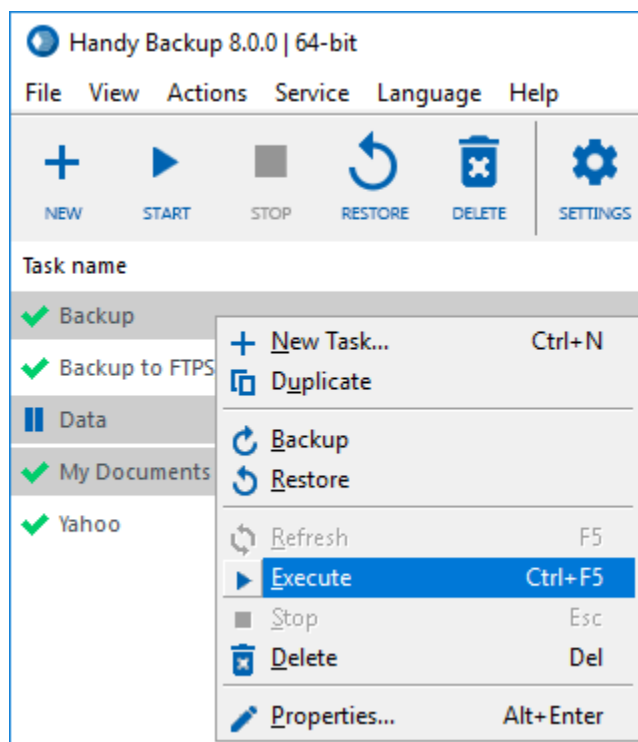 Handy Backup 8.0.0 | 64-bit
File View Actions Service Language Help
NEW START STOP RESTORE DELETE SETTINGS
Task name
Backup
Backup to FTPS
Data
My Documents
Yahoo
New Task... Ctrl+N
Duplicate
Backup
Restore
Refresh F5
Execute Ctrl+F5
Stop Esc
Delete Del
Properties... Alt+Enter